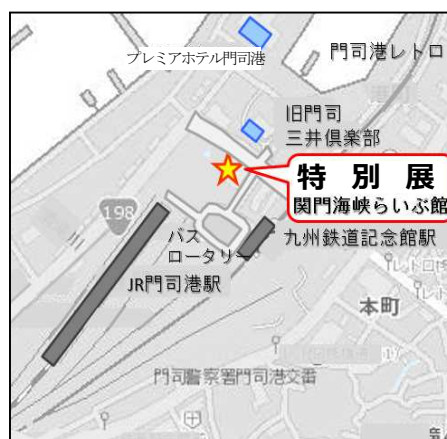 プレミアホテル門司港
門司港レトロ
旧門司
三井倶楽部
特 別 展
関門海峡らいぶ館
198
バス
ロータリー
九州鉄道記念館駅
JR門司港駅
本町
門司警察署門司港交番